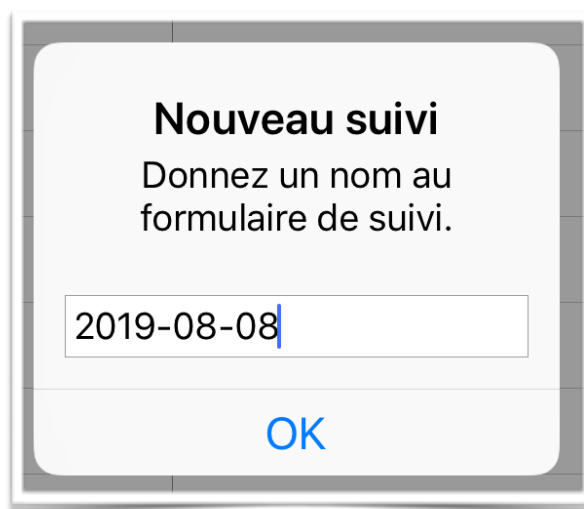 Nouveau suivi
Donnez un nom au
formulaire de suivi.
2019-08-08
OK